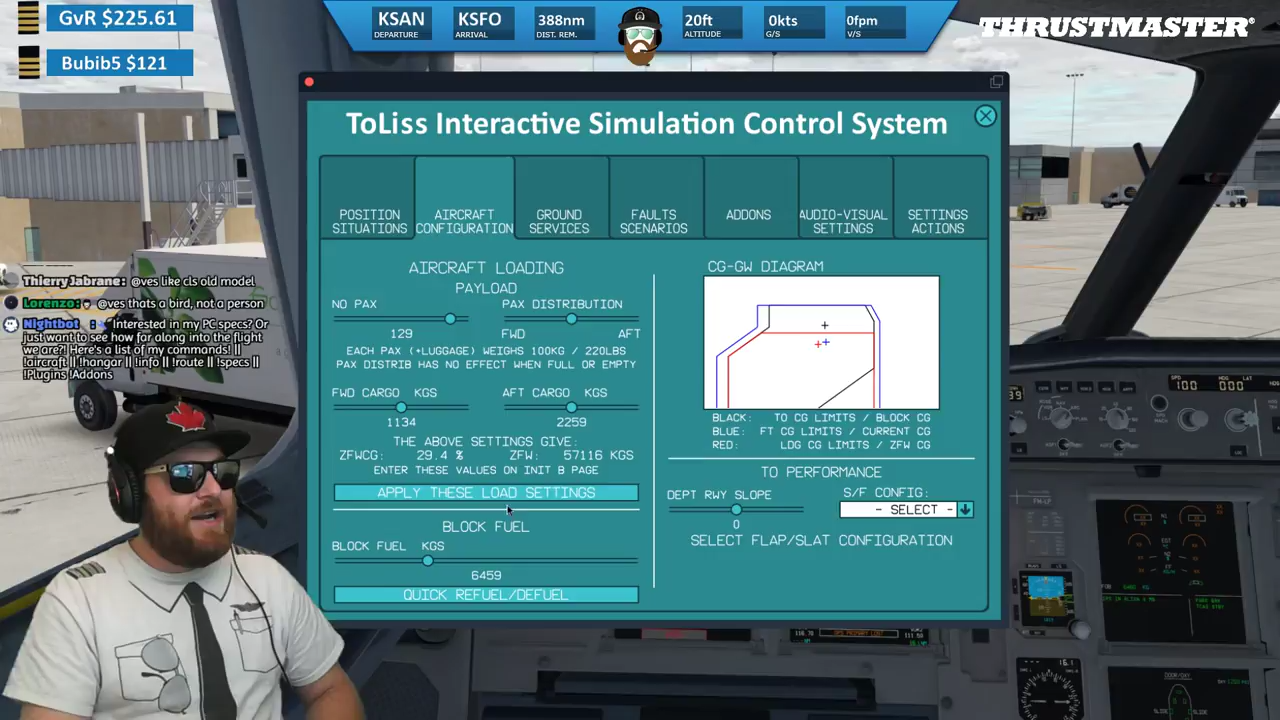 GvR $225.61
Bubib5 $121
KSAN
DEPARTURE
KSFO
ARRIVAL
388nm
DIST. REM.
20ft
ALTITUDE
0kts
G/S
0fpm
V/S
THRUSTMASTER®
ToLiss Interactive Simulation Control System
POSITION
SITUATIONS
AIRCRAFT
CONFIGURATION
GROUND
SERVICES
FAULTS
SCENARIOS
ADDONS
AUDIO-VISUAL
SETTINGS
SETTINGS
ACTIONS
ThierryJabrane: @ves like cls old model
Lorenzo: @ves thats a bird, not a person
Nightbot : Interested in my PC specs? Or
just want to see how far along into the flight
we are?! Here's a list of my commands! ||
!aircraft || !hangar || !info || !route || !specs ||
!Plugins !Addons
AIRCRAFT LOADING
PAYLOAD
NO PAX
PAX DISTRIBUTION
129
FWD
AFT
EACH PAX (+LUGGAGE) WEIGHS 100KG / 220LBS
PAX DISTRIB HAS NO EFFECT WHEN FULL OR EMPTY
FWD CARGO KGS
AFT CARGO KGS
1134
2259
THE ABOVE SETTINGS GIVE:
ZFWCG: 29.4 % ZFW: 57116 KGS
ENTER THESE VALUES ON INIT B PAGE
APPLY THESE LOAD SETTINGS
BLOCK FUEL
BLOCK FUEL KGS
6459
QUICK REFUEL/DEFUEL
CG-GW DIAGRAM
BLACK: TO CG LIMITS / BLOCK CG
BLUE: FT CG LIMITS / CURRENT CG
RED: LDG CG LIMITS / ZFW CG
TO PERFORMANCE
DEPT RWY SLOPE
S/F CONFIG:
0
- SELECT -
SELECT FLAP/SLAT CONFIGURATION
SPD HDG LAT
100 000